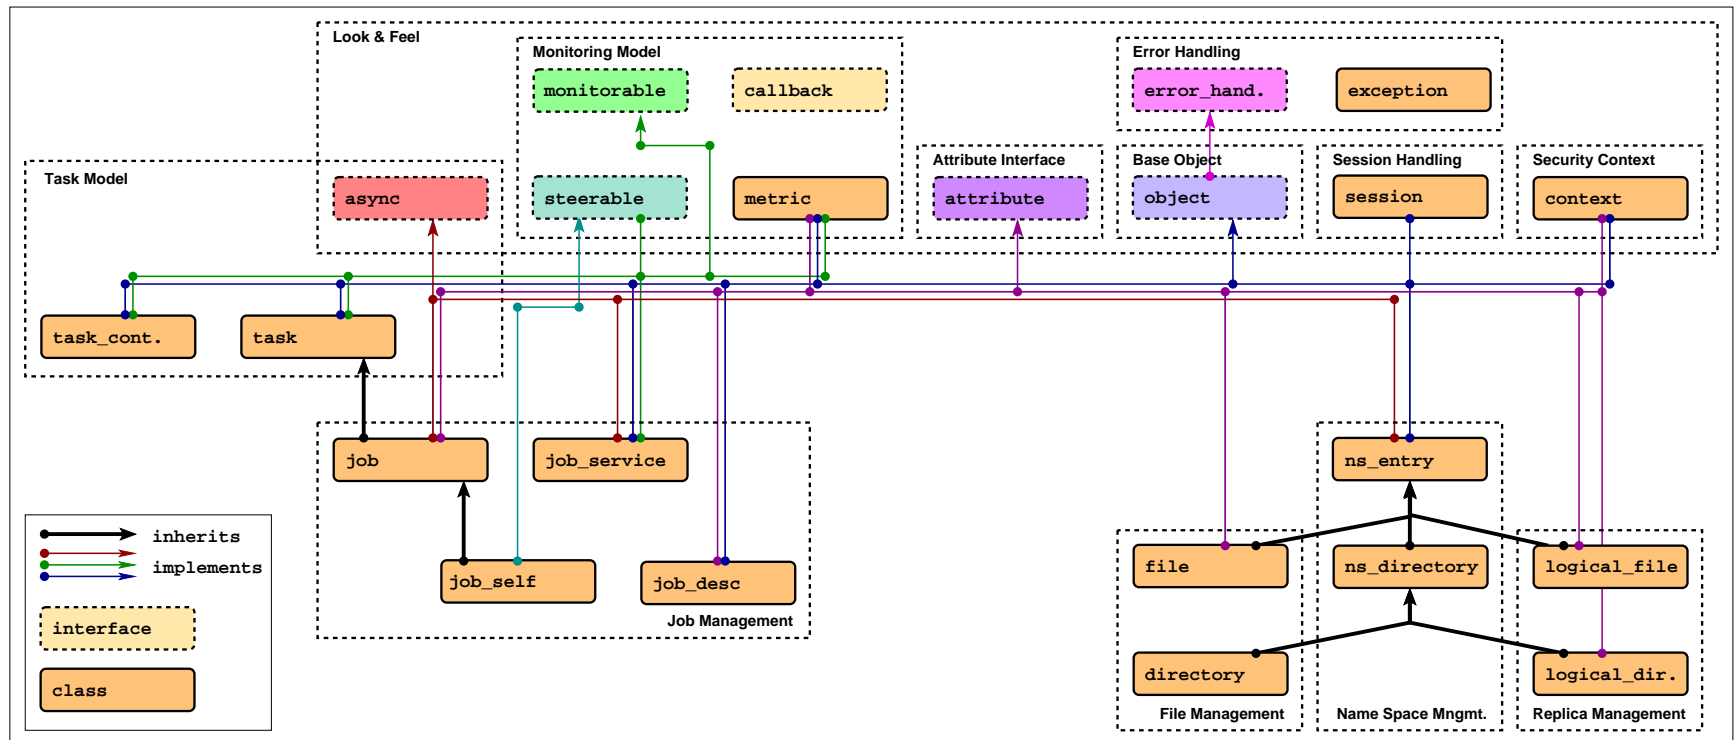 Look & Feel
Monitoring Model
Error Handling
monitorable
callback
error_hand.
exception
Task Model
Attribute Interface
Base Object
Session Handling
Security Context
async
steerable
metric
attribute
object
session
context
task_cont.
task
job
job_service
ns_entry
inherits
implements
job_self
job_desc
file
ns_directory
logical_file
interface
Job Management
class
directory
logical_dir.
File Management
Name Space Mngmt.
Replica Management